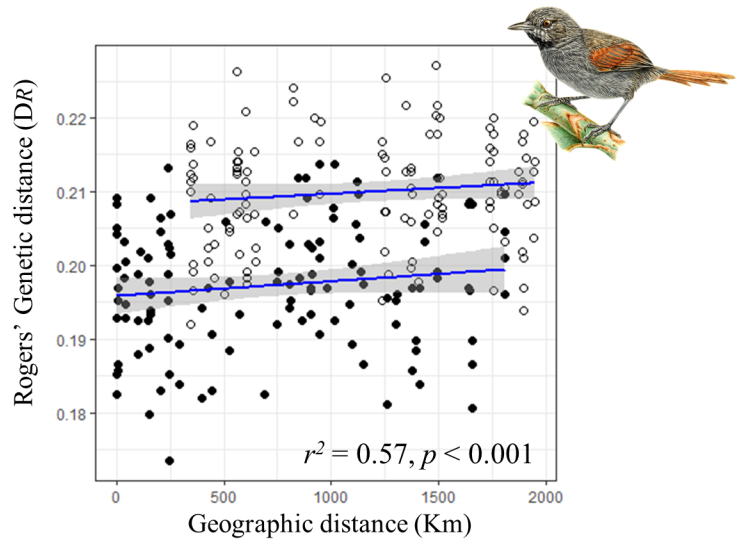 Rogers' Genetic distance (DR)
0.22
0.21
0.20
0.19
0.18
r² = 0.57, p < 0.001
0 500 1000 1500 2000
Geographic distance (Km)